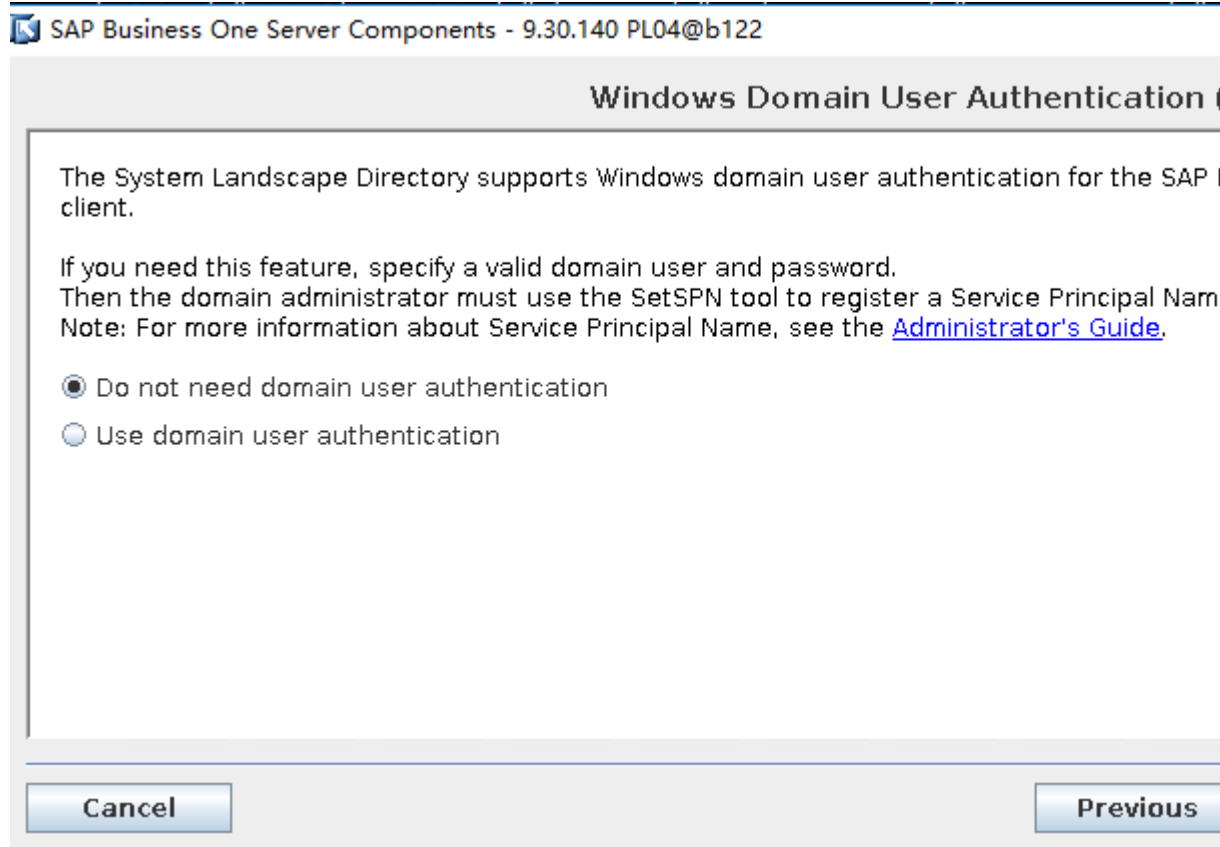 SAP Business One Server Components - 9.30.140 PL04@b122
Windows Domain User Authentication (
The System Landscape Directory supports Windows domain user authentication for the SAP
client.
If you need this feature, specify a valid domain user and password.
Then the domain administrator must use the SetSPN tool to register a Service Principal Nam
Note: For more information about Service Principal Name, see the Administrator's Guide.
Do not need domain user authentication
Use domain user authentication
Cancel
Previous